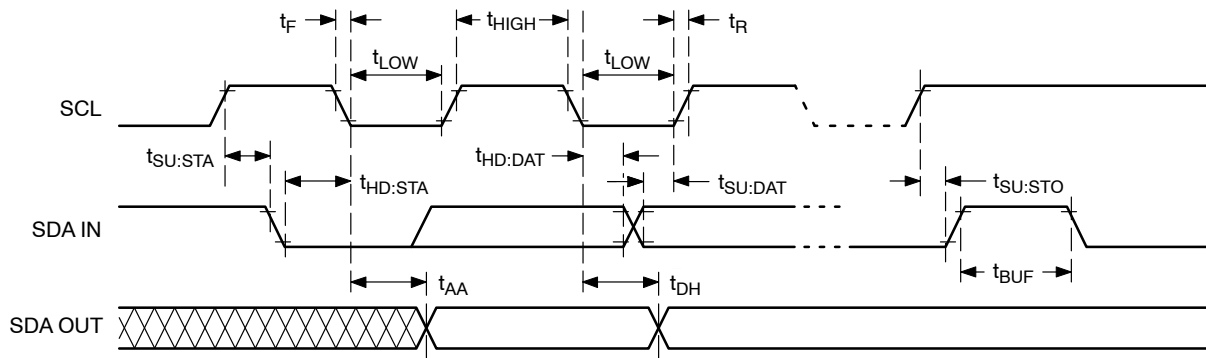 tF
tHIGH
tR
tLOW
tLOW
SCL
tSU:STA
tHD:STA
tHD:DAT
tSU:DAT
tSU:STO
SDA IN
tBUF
tAA
tDH
SDA OUT